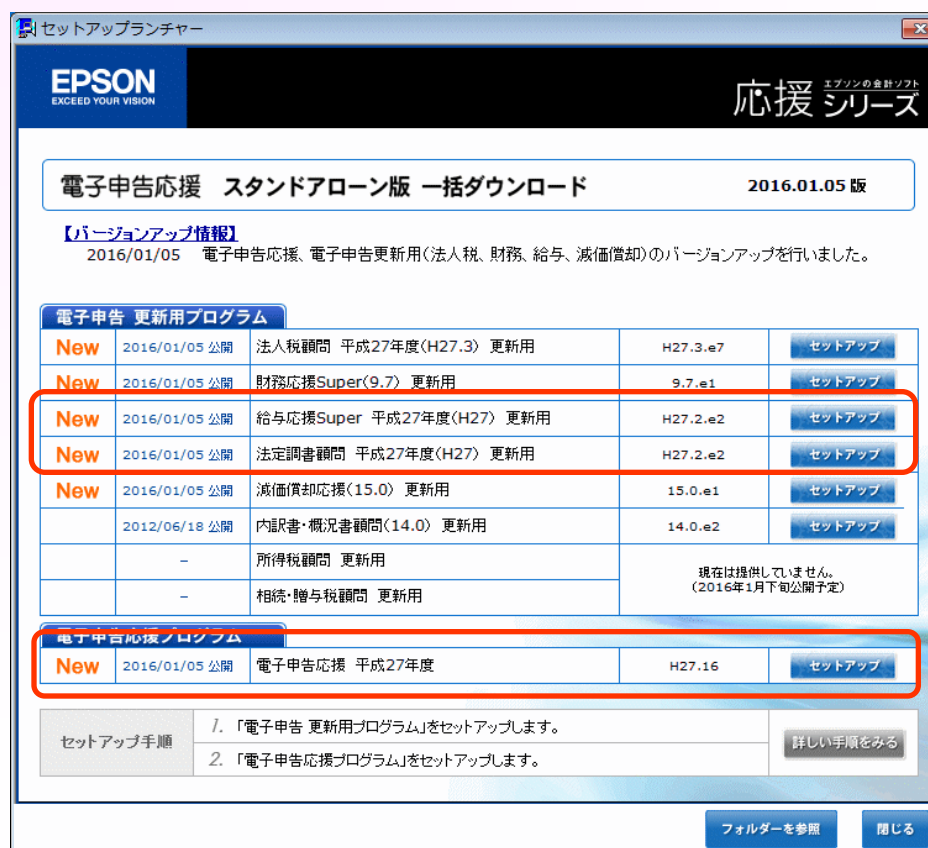 セットアップランチャー
EPSON
EXCEED YOUR VISION
応援 エプソンの会計ソフト シリーズ
電子申告応援 スタンドアローン版 一括ダウンロード 2016.01.05 版
【バージョンアップ情報】
2016/01/05 電子申告応援、電子申告更新用(法人税、財務、給与、減価償却)のバージョンアップを行いました。
電子申告 更新用プログラム
New 2016/01/05 公開 法人税顧問 平成27年度(H27.3) 更新用 H27.3.e7 セットアップ
New 2016/01/05 公開 財務応援Super(9.7) 更新用 9.7.e1 セットアップ
New 2016/01/05 公開 給与応援Super 平成27年度(H27) 更新用 H27.2.e2 セットアップ
New 2016/01/05 公開 法定調書顧問 平成27年度(H27) 更新用 H27.2.e2 セットアップ
New 2016/01/05 公開 減価償却応援(15.0) 更新用 15.0.e1 セットアップ
2012/06/18 公開 内訳書・概況書顧問(14.0) 更新用 14.0.e2 セットアップ
－ 所得税顧問 更新用
現在は提供していません。
(2016年1月下旬公開予定)
－ 相続・贈与税顧問 更新用
電子申告応援プログラム
New 2016/01/05 公開 電子申告応援 平成27年度 H27.16 セットアップ
セットアップ手順
1. 「電子申告 更新用プログラム」をセットアップします。
2. 「電子申告応援プログラム」をセットアップします。
詳しい手順をみる
フォルダーを参照 閉じる